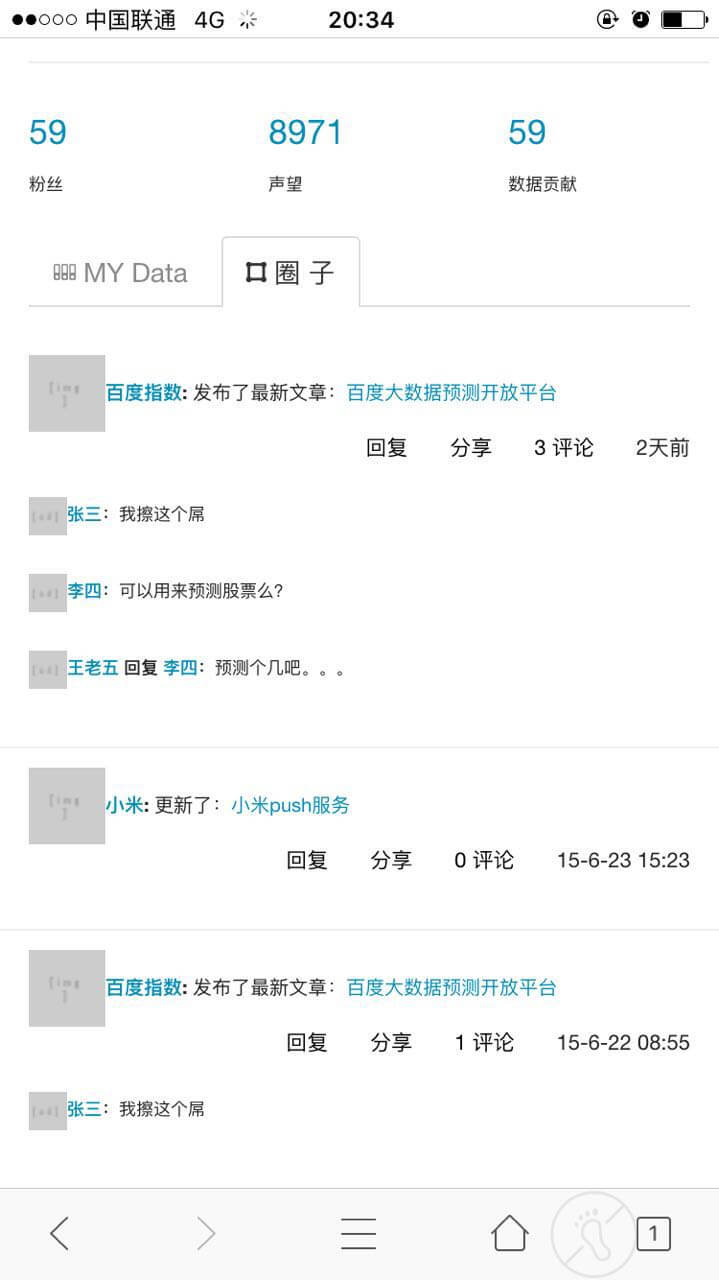 中国联通 4G 20:34
59 8971 59
粉丝 声望 数据贡献
MY Data 圈 子
百度指数: 发布了最新文章：百度大数据预测开放平台
回复 分享 3 评论 2天前
张三：我擦这个屌
李四：可以用来预测股票么?
王老五 回复 李四：预测个几吧。。。
小米: 更新了：小米push服务
回复 分享 0 评论 15-6-23 15:23
百度指数: 发布了最新文章：百度大数据预测开放平台
回复 分享 1 评论 15-6-22 08:55
张三：我擦这个屌
1